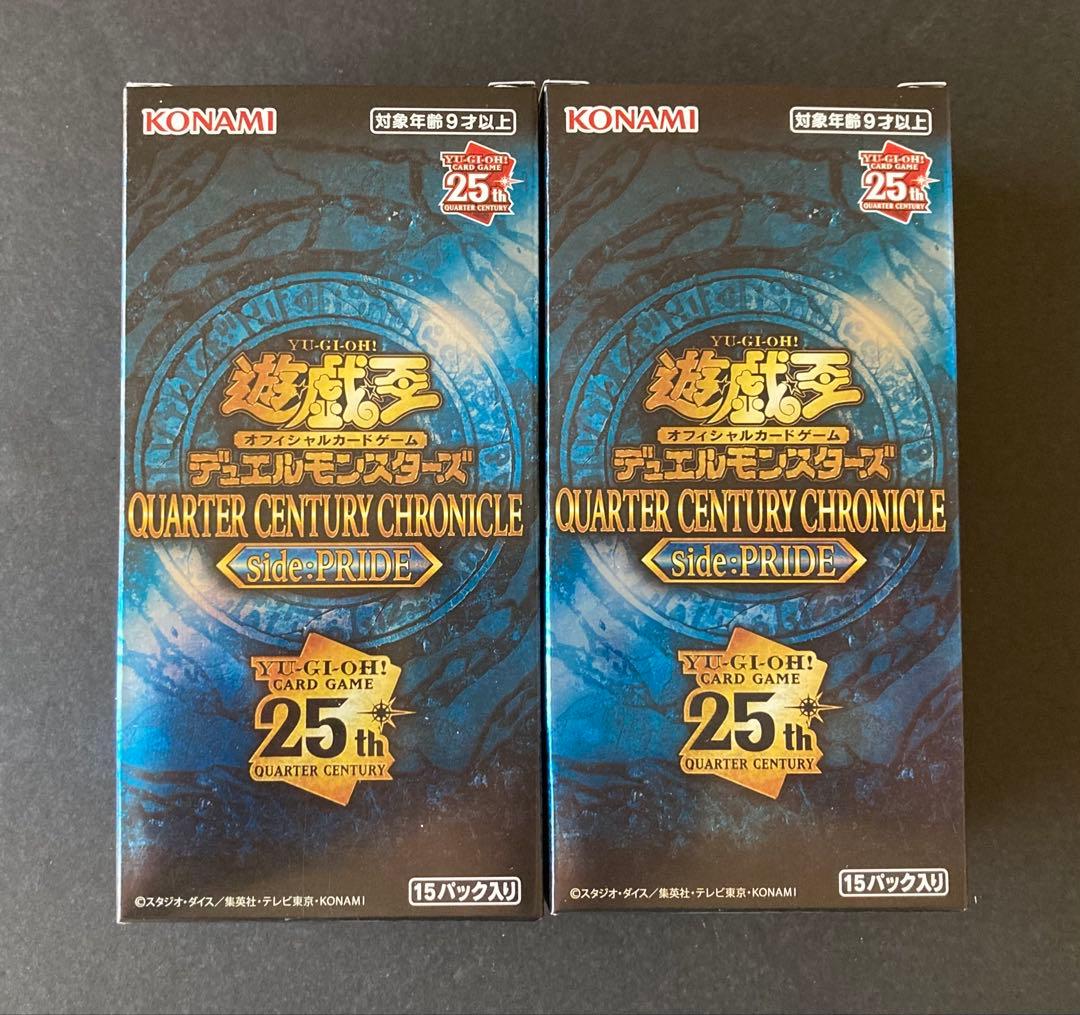 KONAMI
対象年齢9才以上
YU-GI-OH!
CARD GAME
25th
QUARTER CENTURY
YU-GI-OH!
遊戯王
オフィシャルカードゲーム
デュエルモンスターズ
QUARTER CENTURY CHRONICLE
side:PRIDE
YU-GI-OH!
CARD GAME
25th
QUARTER CENTURY
©スタジオ・ダイス/集英社・テレビ東京・KONAMI
15パック入り
KONAMI
対象年齢9才以上
YU-GI-OH!
CARD GAME
25th
QUARTER CENTURY
YU-GI-OH!
遊戯王
オフィシャルカードゲーム
デュエルモンスターズ
QUARTER CENTURY CHRONICLE
side:PRIDE
YU-GI-OH!
CARD GAME
25th
QUARTER CENTURY
©スタジオ・ダイス/集英社・テレビ東京・KONAMI
15パック入り